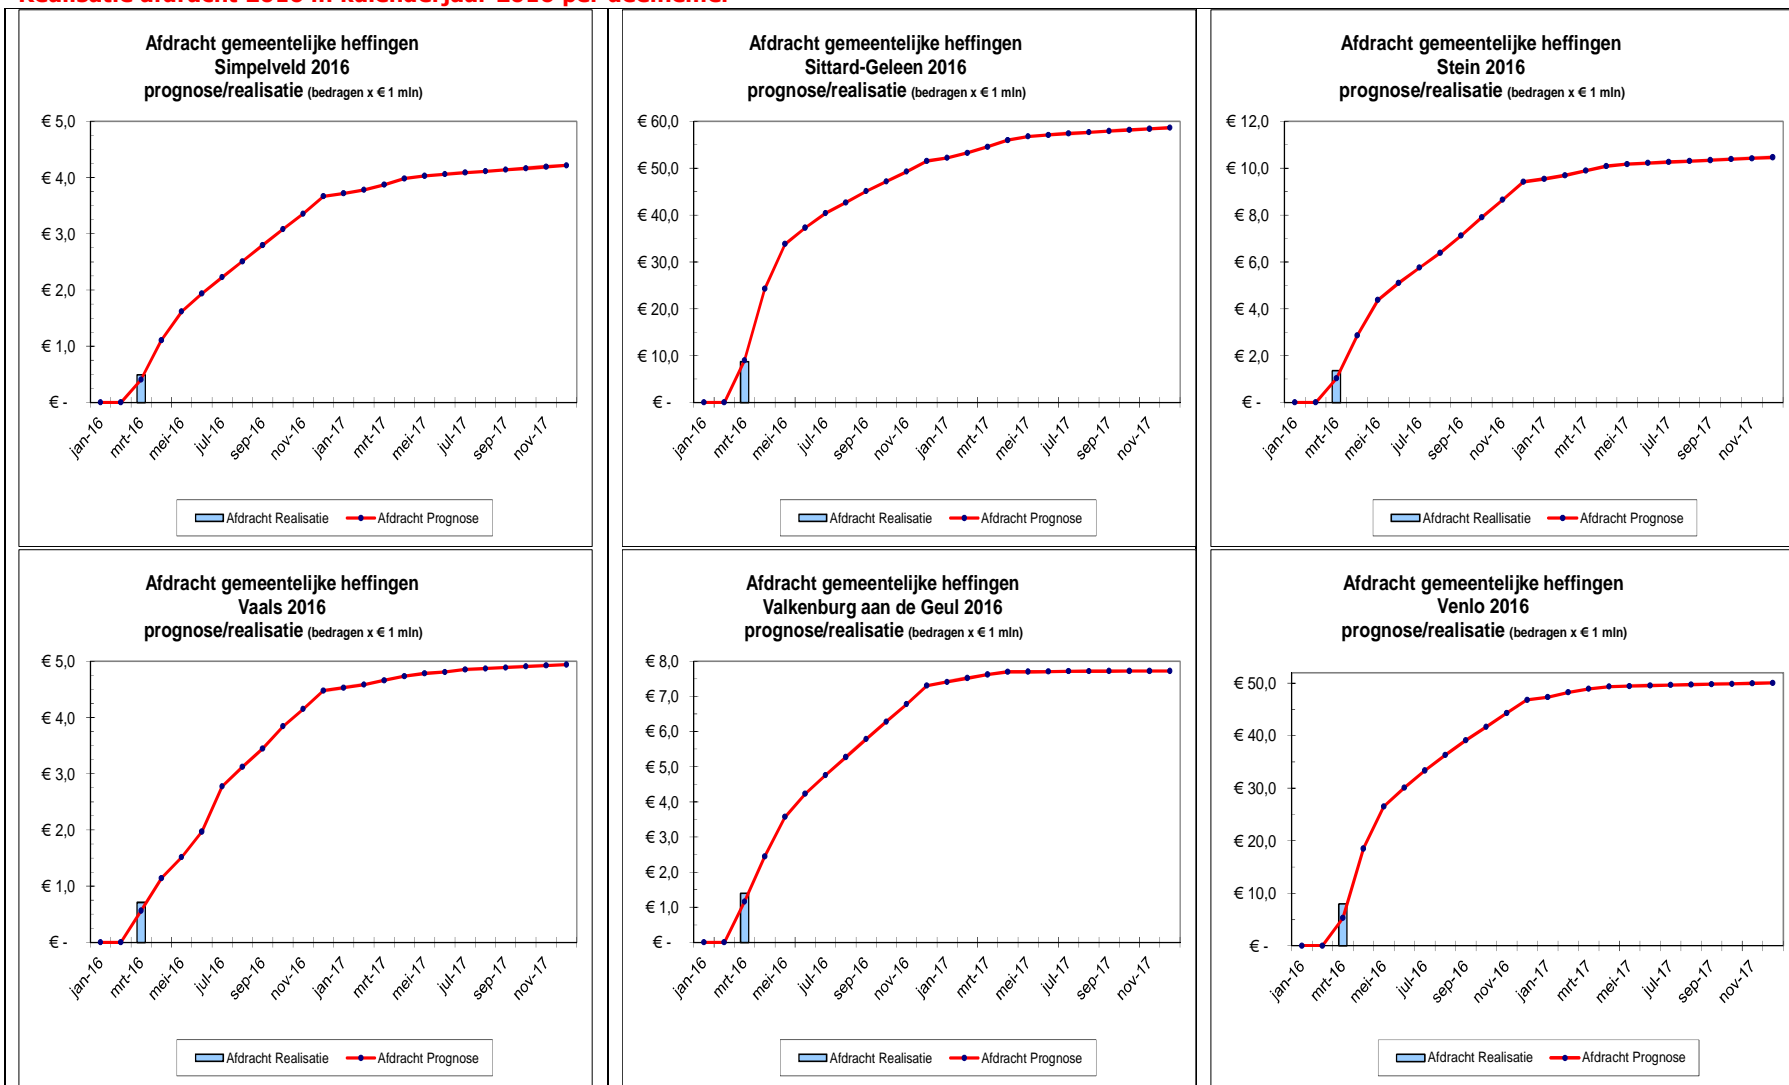 Realisatie afdracht 2016 in kalenderjaar 2016 per deelnemer
Afdracht gemeentelijke heffingen
Simpelveld 2016
prognose/realisatie (bedragen x € 1 mln)
€ 5,0
€ 4,0
€ 3,0
€ 2,0
€ 1,0
€ -
jan-16
mrt-16
mei-16
jul-16
sep-16
nov-16
jan-17
mrt-17
mei-17
jul-17
sep-17
nov-17
Afdracht Realisatie
Afdracht Prognose
Afdracht gemeentelijke heffingen
Sittard-Geleen 2016
prognose/realisatie (bedragen x € 1 mln)
€ 60,0
€ 50,0
€ 40,0
€ 30,0
€ 20,0
€ 10,0
€ -
jan-16
mrt-16
mei-16
jul-16
sep-16
nov-16
jan-17
mrt-17
mei-17
jul-17
sep-17
nov-17
Afdracht Realisatie
Afdracht Prognose
Afdracht gemeentelijke heffingen
Stein 2016
prognose/realisatie (bedragen x € 1 mln)
€ 12,0
€ 10,0
€ 8,0
€ 6,0
€ 4,0
€ 2,0
€ -
jan-16
mrt-16
mei-16
jul-16
sep-16
nov-16
jan-17
mrt-17
mei-17
jul-17
sep-17
nov-17
Afdracht Reallisatie
Afdracht Prognose
Afdracht gemeentelijke heffingen
Vaals 2016
prognose/realisatie (bedragen x € 1 mln)
€ 5,0
€ 4,0
€ 3,0
€ 2,0
€ 1,0
€ -
jan-16
mrt-16
mei-16
jul-16
sep-16
nov-16
jan-17
mrt-17
mei-17
jul-17
sep-17
nov-17
Afdracht Realisatie
Afdracht Prognose
Afdracht gemeentelijke heffingen
Valkenburg aan de Geul 2016
prognose/realisatie (bedragen x € 1 mln)
€ 8,0
€ 7,0
€ 6,0
€ 5,0
€ 4,0
€ 3,0
€ 2,0
€ 1,0
€ -
jan-16
mrt-16
mei-16
jul-16
sep-16
nov-16
jan-17
mrt-17
mei-17
jul-17
sep-17
nov-17
Afdracht Realisatie
Afdracht Prognose
Afdracht gemeentelijke heffingen
Venlo 2016
prognose/realisatie (bedragen x € 1 mln)
€ 50,0
€ 40,0
€ 30,0
€ 20,0
€ 10,0
€ -
jan-16
mrt-16
mei-16
jul-16
sep-16
nov-16
jan-17
mrt-17
mei-17
jul-17
sep-17
nov-17
Afdracht Realisatie
Afdracht Prognose